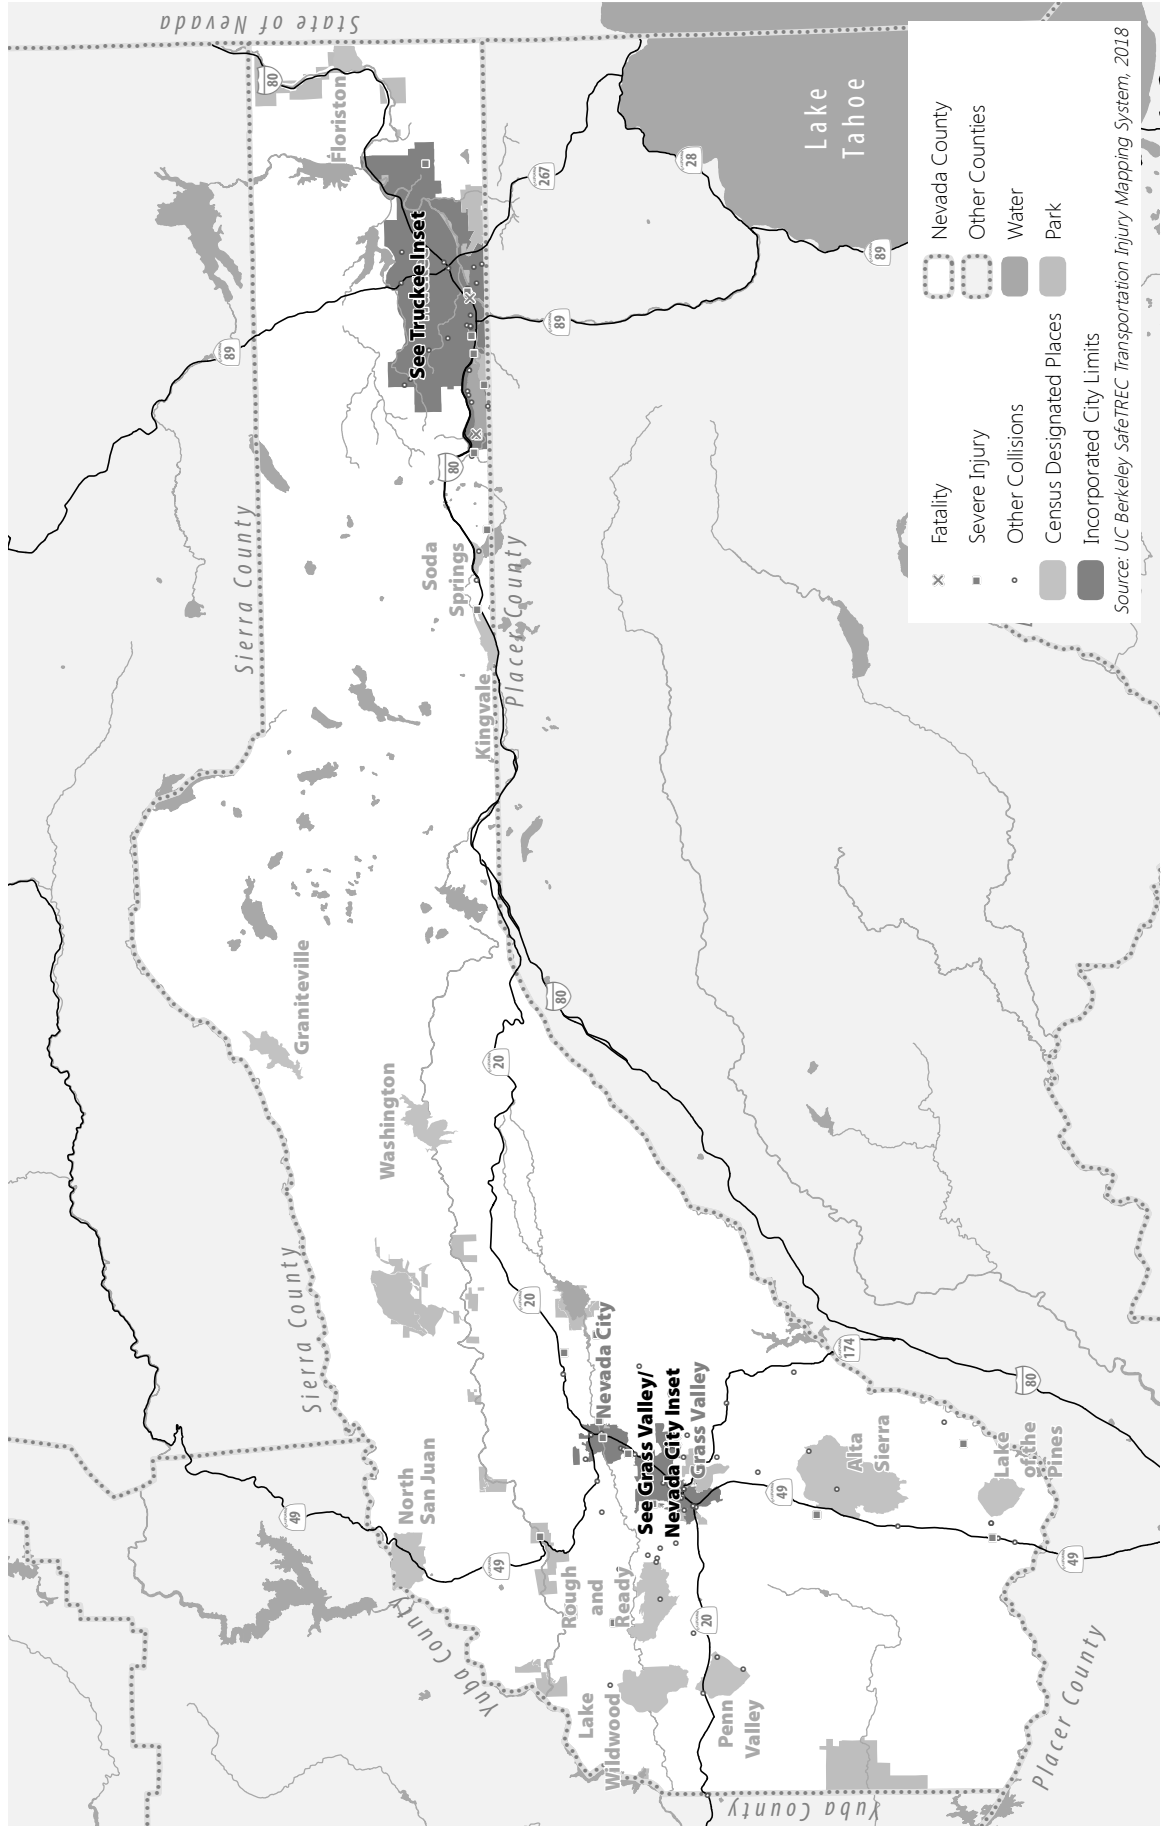 State of Nevada
80
Floriston
Lake
Tahoe
See Truckee Inset
267
28
89
89
89
80
Sierra County
Soda
Springs
Placer County
Kingvale
Graniteville
Washington
80
20
20
Sierra County
Nevada City
See Grass Valley/
Nevada City Inset
Grass Valley
174
80
North
San Juan
49
49
49
49
Alta
Sierra
Lake
of the
Pines
Rough
and
Ready
20
Yuba County
Lake
Wildwood
Penn
Valley
Placer County
Yuba County
Fatality
Severe Injury
Other Collisions
Census Designated Places
Incorporated City Limits
Nevada County
Other Counties
Water
Park
Source: UC Berkeley SafeTREC Transportation Injury Mapping System, 2018